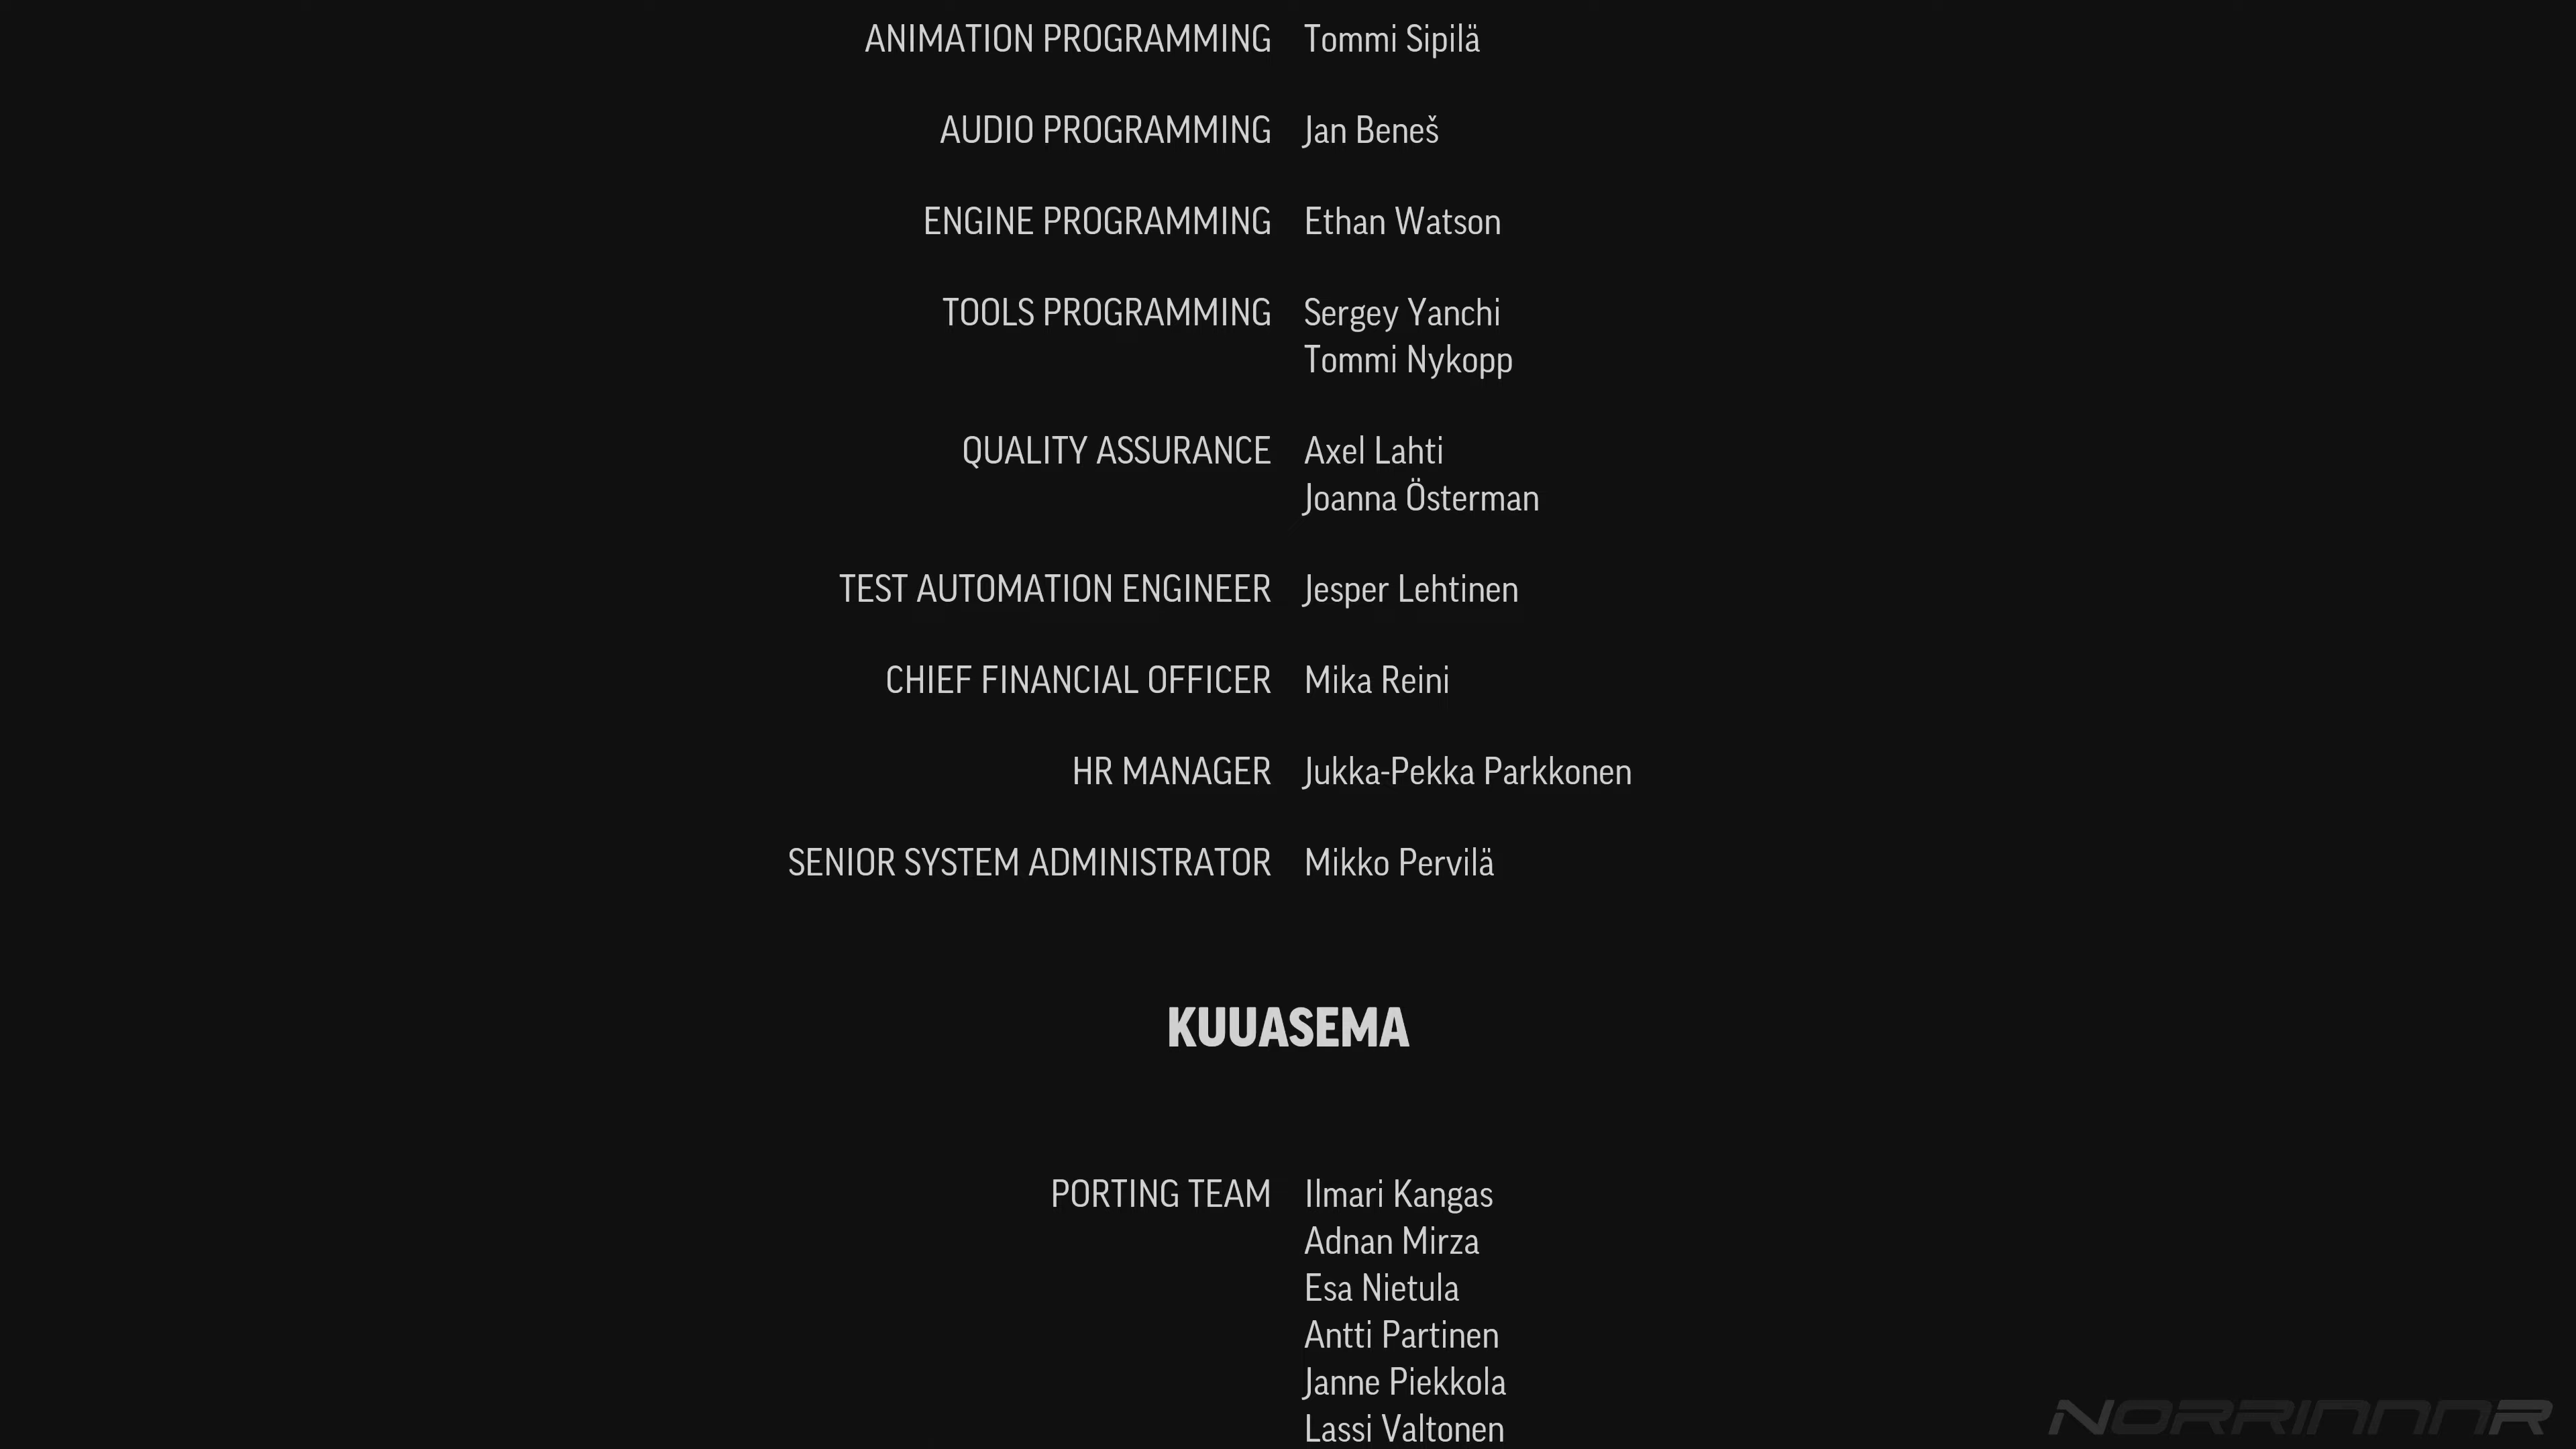 ANIMATION PROGRAMMING Tommi Sipilä
AUDIO PROGRAMMING Jan Beneš
ENGINE PROGRAMMING Ethan Watson
TOOLS PROGRAMMING Sergey Yanchi
Tommi Nykopp
QUALITY ASSURANCE Axel Lahti
Joanna Österman
TEST AUTOMATION ENGINEER Jesper Lehtinen
CHIEF FINANCIAL OFFICER Mika Reini
HR MANAGER Jukka-Pekka Parkkonen
SENIOR SYSTEM ADMINISTRATOR Mikko Pervilä
KUUASEMA
PORTING TEAM Ilmari Kangas
Adnan Mirza
Esa Nietula
Antti Partinen
Janne Piekkola
Lassi Valtonen
NORRINNNR